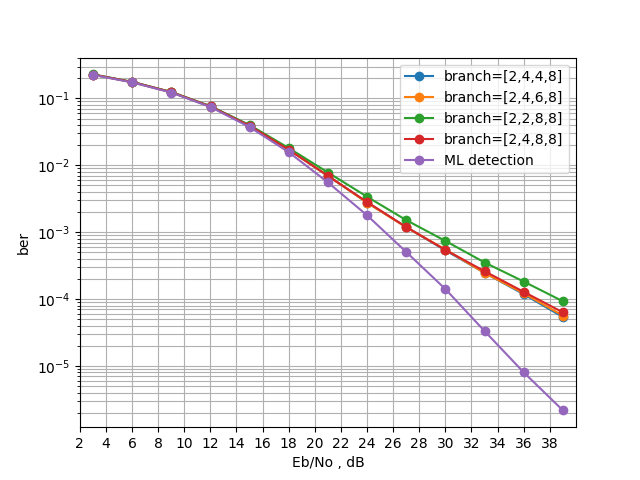 branch=[2,4,4,8]
branch=[2,4,6,8]
branch=[2,2,8,8]
branch=[2,4,8,8]
ML detection
10⁻¹
10⁻²
10⁻³
10⁻⁴
10⁻⁵
ber
2 4 6 8 10 12 14 16 18 20 22 24 26 28 30 32 34 36 38
Eb/No , dB